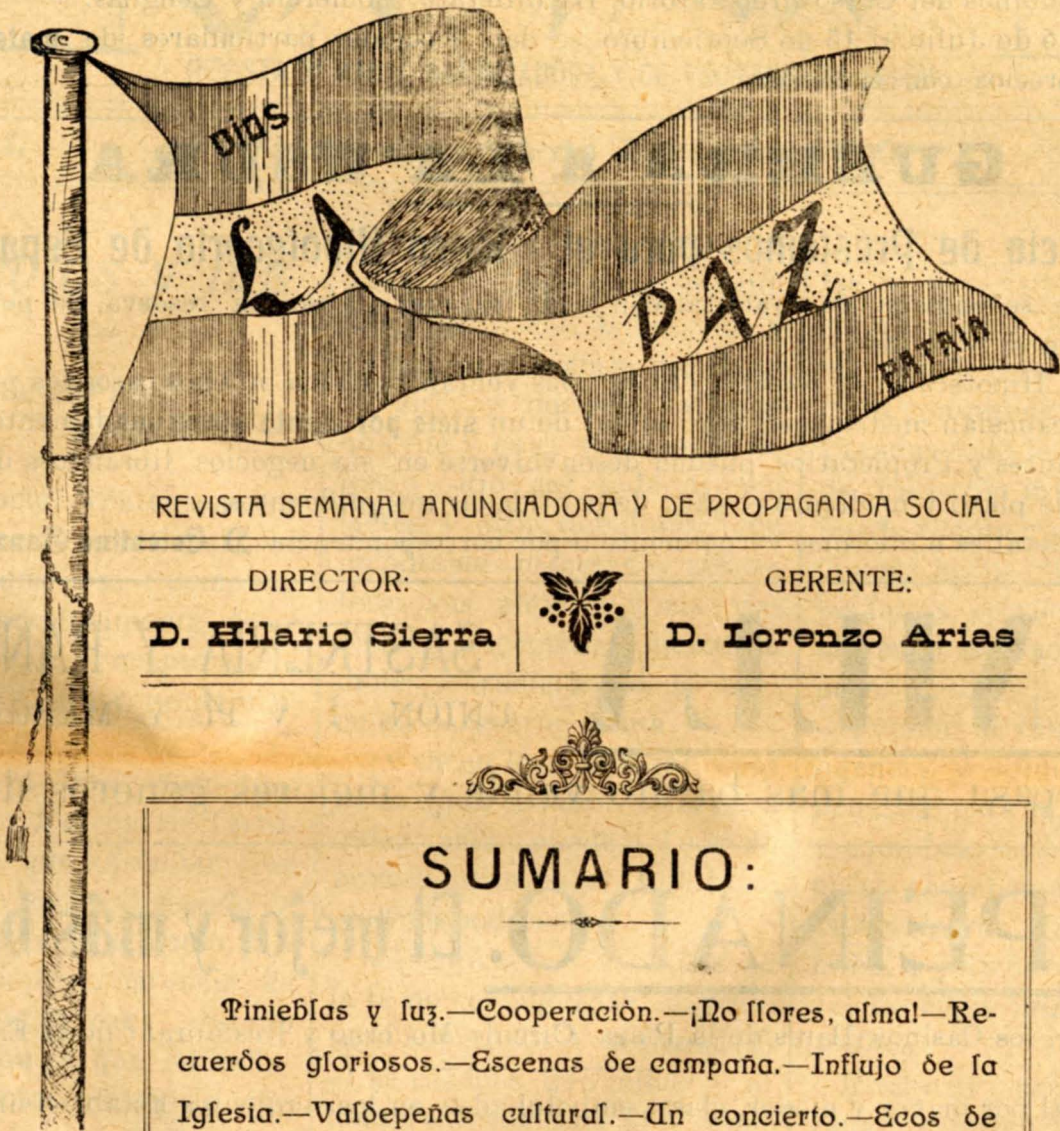 DIOS
LA PAZ
PATRIA
REVISTA SEMANAL ANUNCIADORA Y DE PROPAGANDA SOCIAL
DIRECTOR:
D. Hilario Sierra
GERENTE:
D. Lorenzo Arias
SUMARIO:
Tinieblas y luz.—Cooperaciòn.—¡No llores, alma!—Re-
cuerdos gloriosos.—Escenas de campaña.—Influjo de la
Iglesia.—Valdepeñas cultural.—Un concierto.—Ecos de